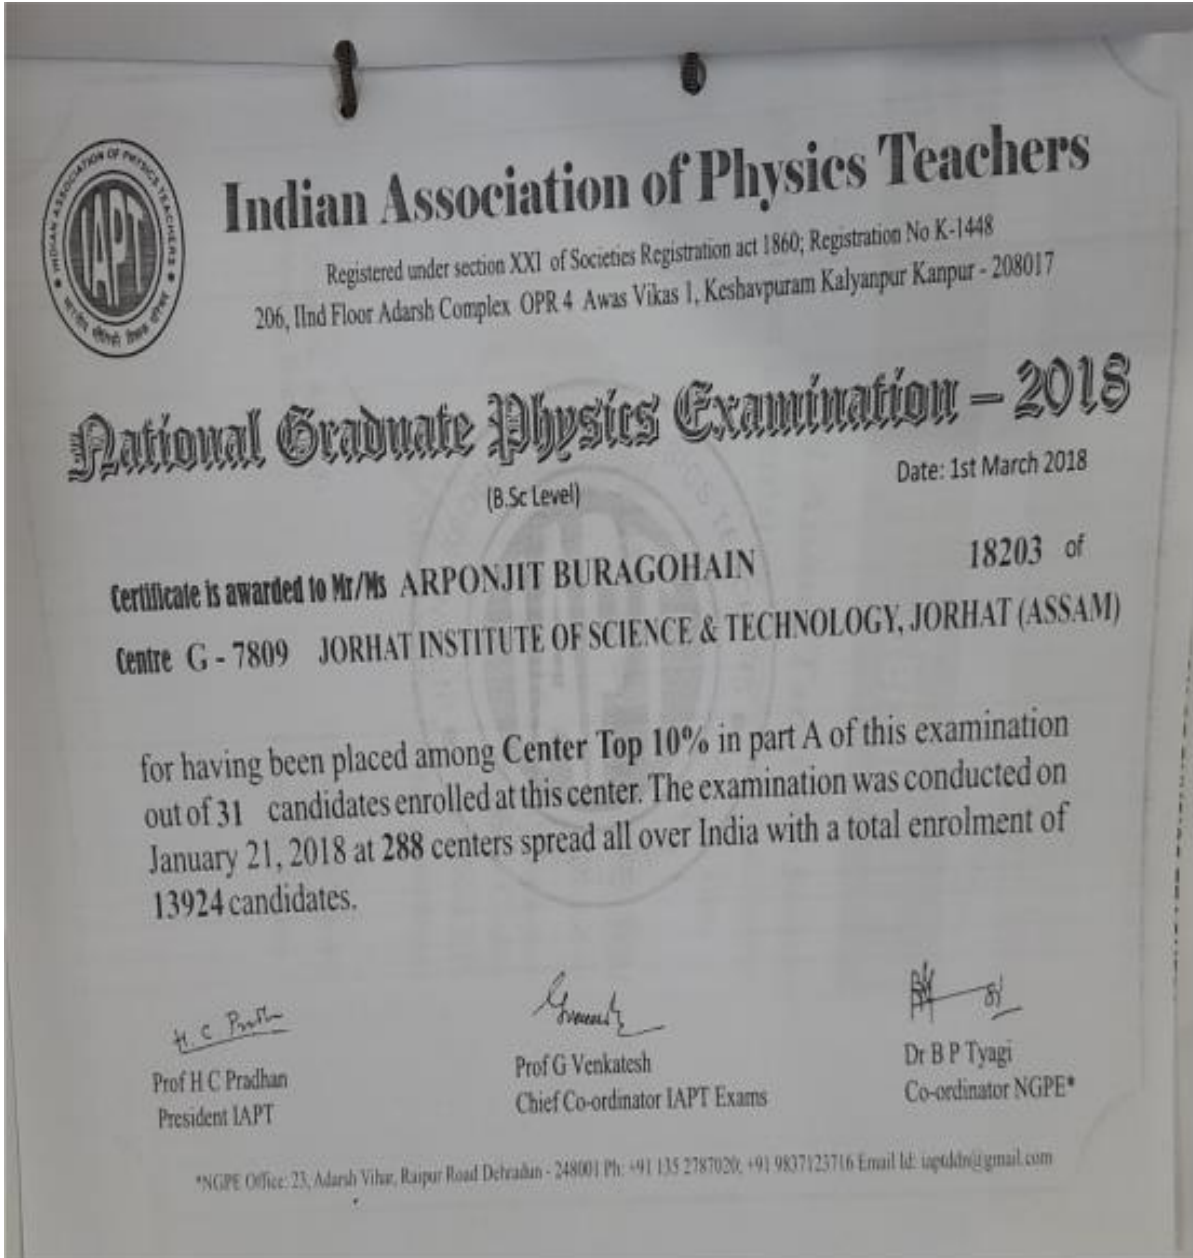 INDIAN ASSOCIATION OF PHYSICS TEACHERS
IAPT
Indian Association of Physics Teachers
Registered under section XXI of Societies Registration act 1860; Registration No K-1448
206, IInd Floor Adarsh Complex OPR 4 Awas Vikas 1, Keshavpuram Kalyanpur Kanpur - 208017
National Graduate Physics Examination – 2018
(B.Sc Level) Date: 1st March 2018
Certificate is awarded to Mr/Ms ARPONJIT BURAGOHAIN 18203 of
Centre G - 7809 JORHAT INSTITUTE OF SCIENCE & TECHNOLOGY, JORHAT (ASSAM)
for having been placed among Center Top 10% in part A of this examination
out of 31 candidates enrolled at this center. The examination was conducted on
January 21, 2018 at 288 centers spread all over India with a total enrolment of
13924 candidates.
Prof H C Pradhan Prof G Venkatesh Dr B P Tyagi
President IAPT Chief Co-ordinator IAPT Exams Co-ordinator NGPE*
*NGPE Office: 23, Adarsh Vihar, Raipur Road Dehradun - 248001 Ph: +91 135 2787020, +91 9837123716 Email Id: iaptddn@gmail.com